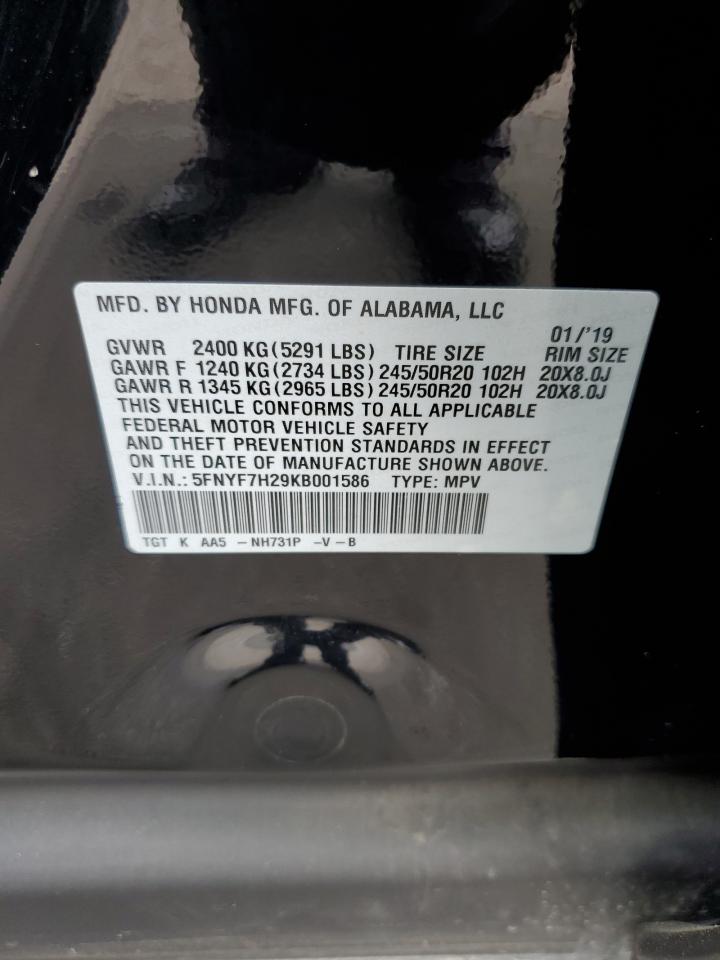 MFD. BY HONDA MFG. OF ALABAMA, LLC
01/'19
GVWR 2400 KG(5291 LBS) TIRE SIZE RIM SIZE
GAWR F 1240 KG(2734 LBS)245/50R20 102H 20X8.0J
GAWR R 1345 KG(2965 LBS)245/50R20 102H 20X8.0J
THIS VEHICLE CONFORMS TO ALL APPLICABLE
FEDERAL MOTOR VEHICLE SAFETY
AND THEFT PREVENTION STANDARDS IN EFFECT
ON THE DATE OF MANUFACTURE SHOWN ABOVE.
V.I.N.: 5FNYF7H29KB001586 TYPE: MPV
TGT K AA5 -NH731P -V-B